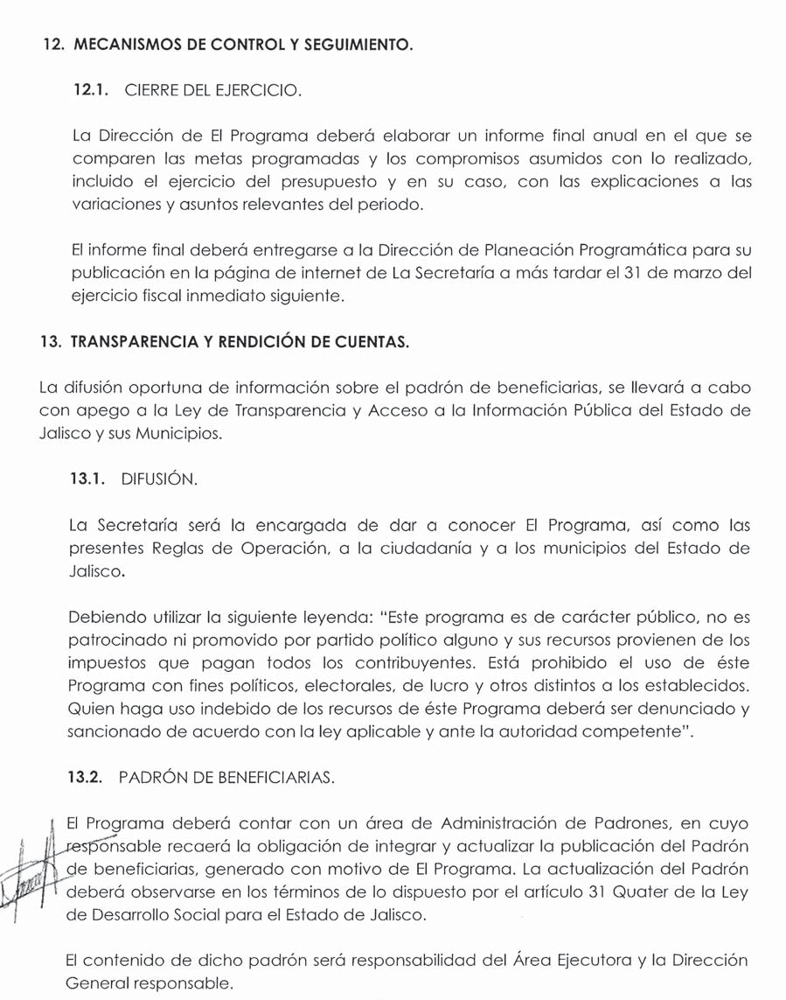 12. MECANISMOS DE CONTROL Y SEGUIMIENTO.
12.1. CIERRE DEL EJERCICIO.
La Dirección de El Programa deberá elaborar un informe final anual en el que se
comparen las metas programadas y los compromisos asumidos con lo realizado,
incluido el ejercicio del presupuesto y en su caso, con las explicaciones a las
variaciones y asuntos relevantes del periodo.
El informe final deberá entregarse a la Dirección de Planeación Programática para su
publicación en la página de internet de La Secretaría a más tardar el 31 de marzo del
ejercicio fiscal inmediato siguiente.
13. TRANSPARENCIA Y RENDICIÓN DE CUENTAS.
La difusión oportuna de información sobre el padrón de beneficiarias, se llevará a cabo
con apego a la Ley de Transparencia y Acceso a la Información Pública del Estado de
Jalisco y sus Municipios.
13.1. DIFUSIÓN.
La Secretaría será la encargada de dar a conocer El Programa, así como las
presentes Reglas de Operación, a la ciudadanía y a los municipios del Estado de
Jalisco.
Debiendo utilizar la siguiente leyenda: “Este programa es de carácter público, no es
patrocinado ni promovido por partido político alguno y sus recursos provienen de los
impuestos que pagan todos los contribuyentes. Está prohibido el uso de éste
Programa con fines políticos, electorales, de lucro y otros distintos a los establecidos.
Quien haga uso indebido de los recursos de éste Programa deberá ser denunciado y
sancionado de acuerdo con la ley aplicable y ante la autoridad competente”.
13.2. PADRÓN DE BENEFICIARIAS.
El Programa deberá contar con un área de Administración de Padrones, en cuyo
responsable recaerá la obligación de integrar y actualizar la publicación del Padrón
de beneficiarias, generado con motivo de El Programa. La actualización del Padrón
deberá observarse en los términos de lo dispuesto por el artículo 31 Quater de la Ley
de Desarrollo Social para el Estado de Jalisco.
El contenido de dicho padrón será responsabilidad del Área Ejecutora y la Dirección
General responsable.